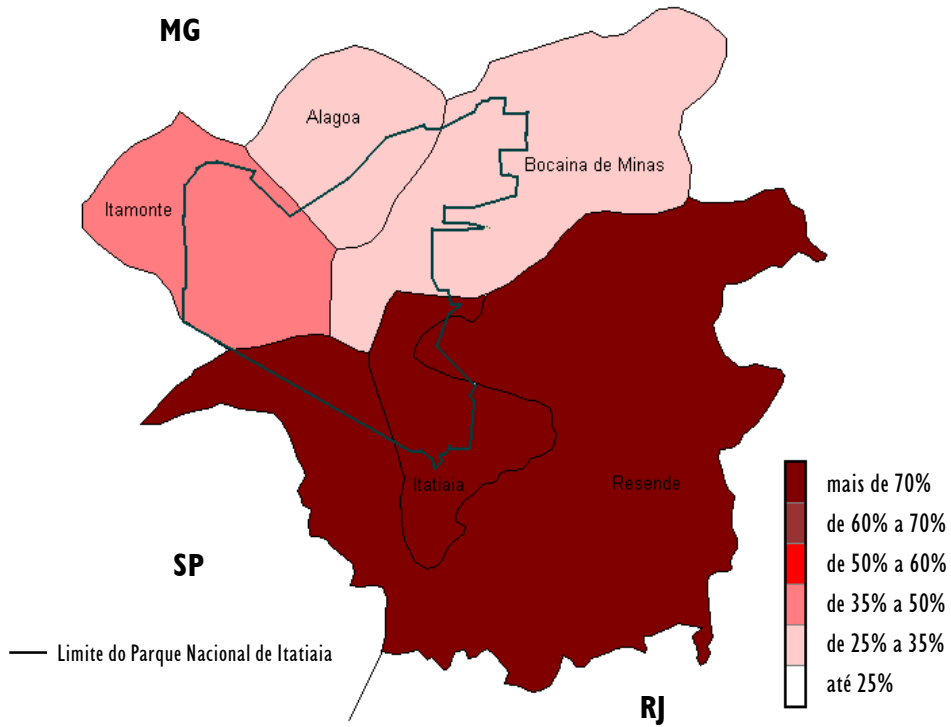 MG
Alagoa
Bocaina de Minas
Itamonte
Itatiaia
Resende
SP
RJ
mais de 70%
de 60% a 70%
de 50% a 60%
de 35% a 50%
de 25% a 35%
até 25%
Limite do Parque Nacional de Itatiaia